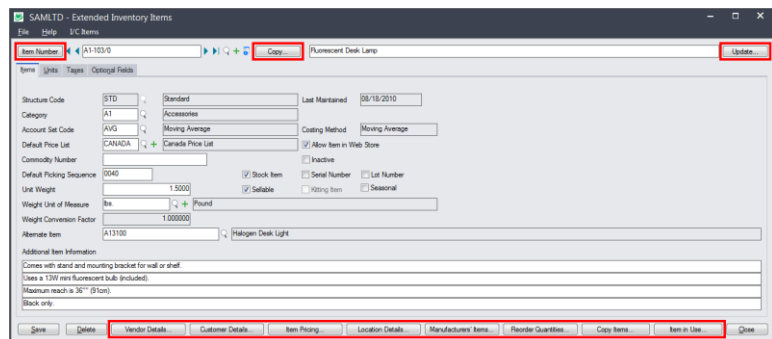 SAMLTD - Extended Inventory Items
File Help I/C Items
Item Number A1-103/0 Copy... Fluorescent Desk Lamp Update...
Items Units Taxes Optional Fields
Structure Code STD Standard Last Maintained 08/18/2010
Category A1 Accessories
Account Set Code AVG Moving Average Costing Method Moving Average
Default Price List CANADA Canada Price List Allow Item in Web Store
Commodity Number Inactive
Default Picking Sequence 0040 Stock Item Serial Number Lot Number
Unit Weight 1.5000 Sellable Kitting Item Seasonal
Weight Unit of Measure lbs. Pound
Weight Conversion Factor 1.000000
Alternate Item A13100 Halogen Desk Light
Additional Item Information
Comes with stand and mounting bracket for wall or shelf.
Uses a 13W mini fluorescent bulb (included).
Maximum reach is 36"" (91cm).
Black only.
Save Delete Vendor Details... Customer Details... Item Pricing... Location Details... Manufacturers' Items... Reorder Quantities... Copy Items... Item in Use... Close